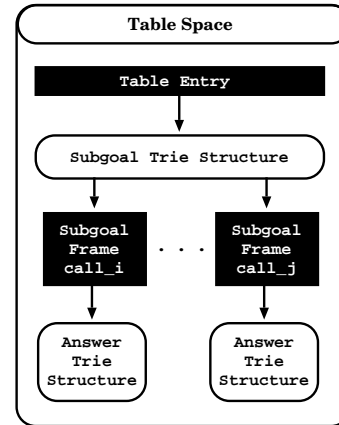 Table Space
Table Entry
Subgoal Trie Structure
Subgoal
Frame
call_i
. . .
Subgoal
Frame
call_j
Answer
Trie
Structure
Answer
Trie
Structure